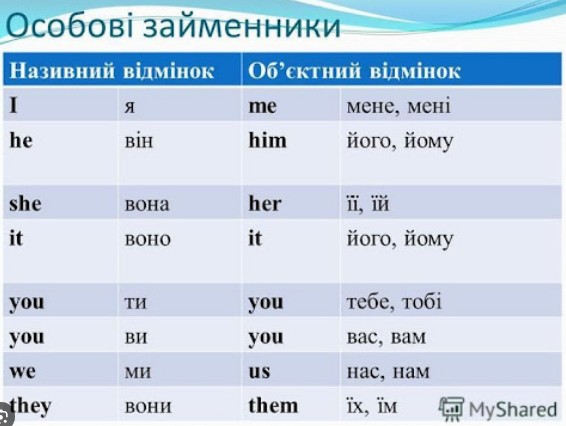 Особові займенники
Називний відмінок Об’єктний відмінок
I я me мене, мені
he він him його, йому
she вона her її, їй
it воно it його, йому
you ти you тебе, тобі
you ви you вас, вам
we ми us нас, нам
they вони them їх, їм
MyShared